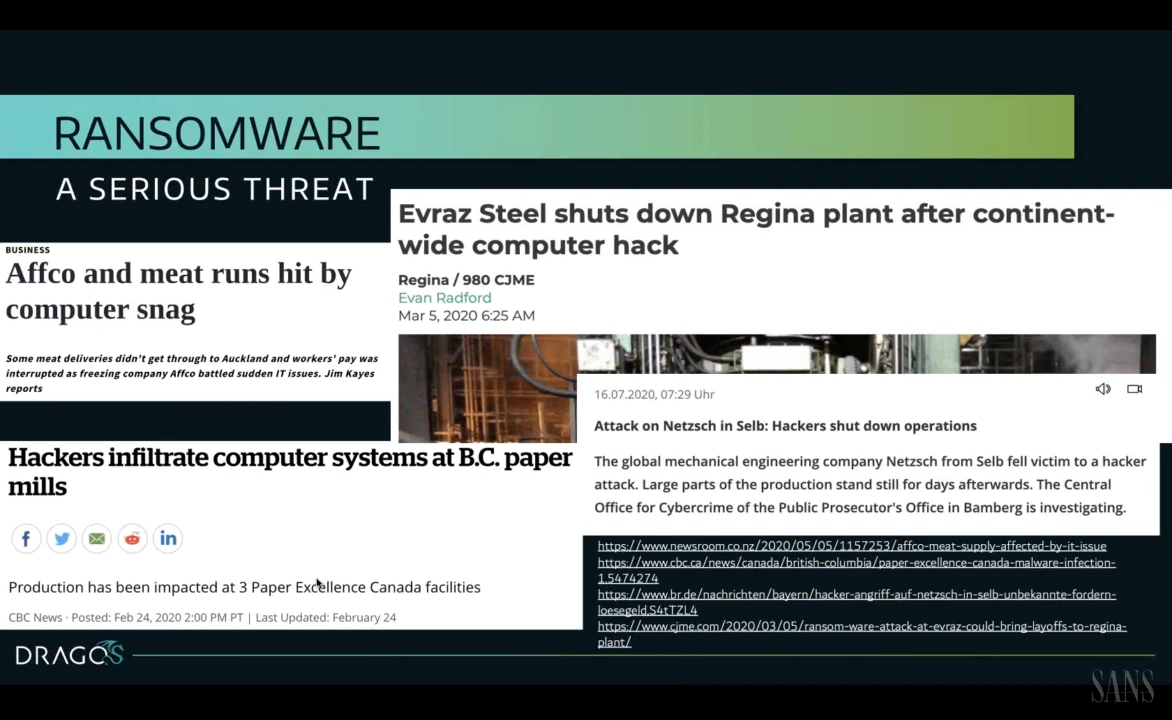 RANSOMWARE
A SERIOUS THREAT
BUSINESS
Affco and meat runs hit by
computer snag
Some meat deliveries didn't get through to Auckland and workers' pay was
interrupted as freezing company Affco battled sudden IT issues. Jim Kayes
reports
Evraz Steel shuts down Regina plant after continent-
wide computer hack
Regina / 980 CJME
Evan Radford
Mar 5, 2020 6:25 AM
Hackers infiltrate computer systems at B.C. paper
mills
Production has been impacted at 3 Paper Excellence Canada facilities
CBC News · Posted: Feb 24, 2020 2:00 PM PT | Last Updated: February 24
16.07.2020, 07:29 Uhr
Attack on Netzsch in Selb: Hackers shut down operations
The global mechanical engineering company Netzsch from Selb fell victim to a hacker
attack. Large parts of the production stand still for days afterwards. The Central
Office for Cybercrime of the Public Prosecutor's Office in Bamberg is investigating.
https://www.newsroom.co.nz/2020/05/05/1157253/affco-meat-supply-affected-by-it-issue
https://www.cbc.ca/news/canada/british-columbia/paper-excellence-canada-malware-infection-
1.5474274
https://www.br.de/nachrichten/bayern/hacker-angriff-auf-netzsch-in-selb-unbekannte-fordern-
loesegeld,S4tTZL4
https://www.cjme.com/2020/03/05/ransom-ware-attack-at-evraz-could-bring-layoffs-to-regina-
plant/
DRAGOS
SANS